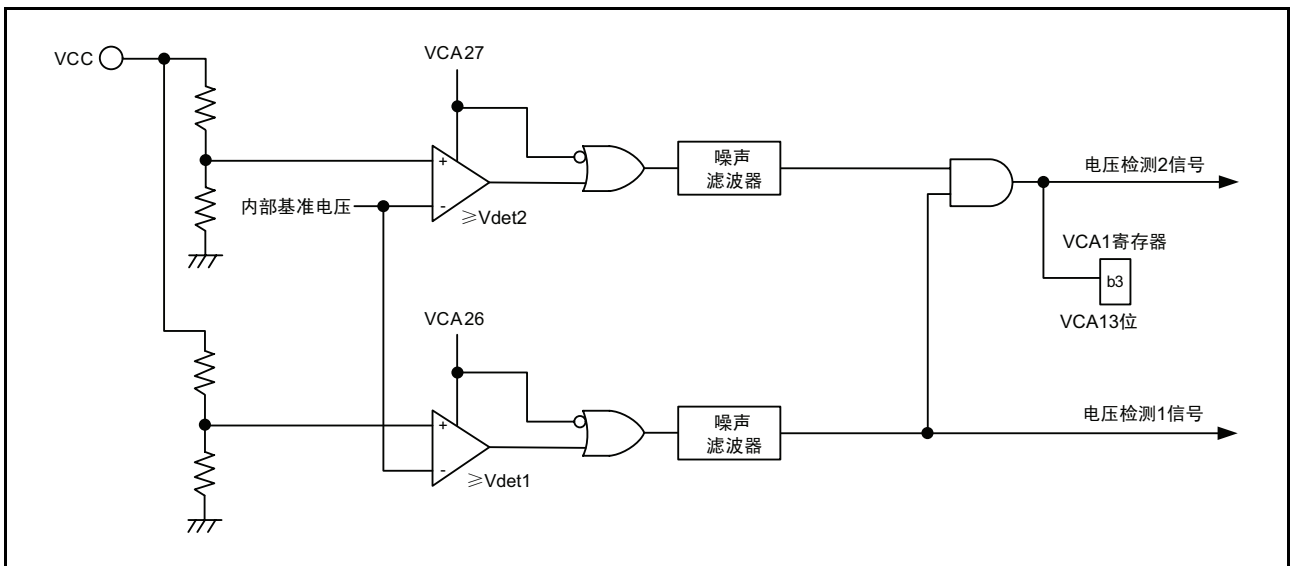 VCC
VCA27
+
-
内部基准电压
≥Vdet2
噪声
滤波器
电压检测2信号
VCA1寄存器
b3
VCA13位
VCA26
+
-
≥Vdet1
噪声
滤波器
电压检测1信号